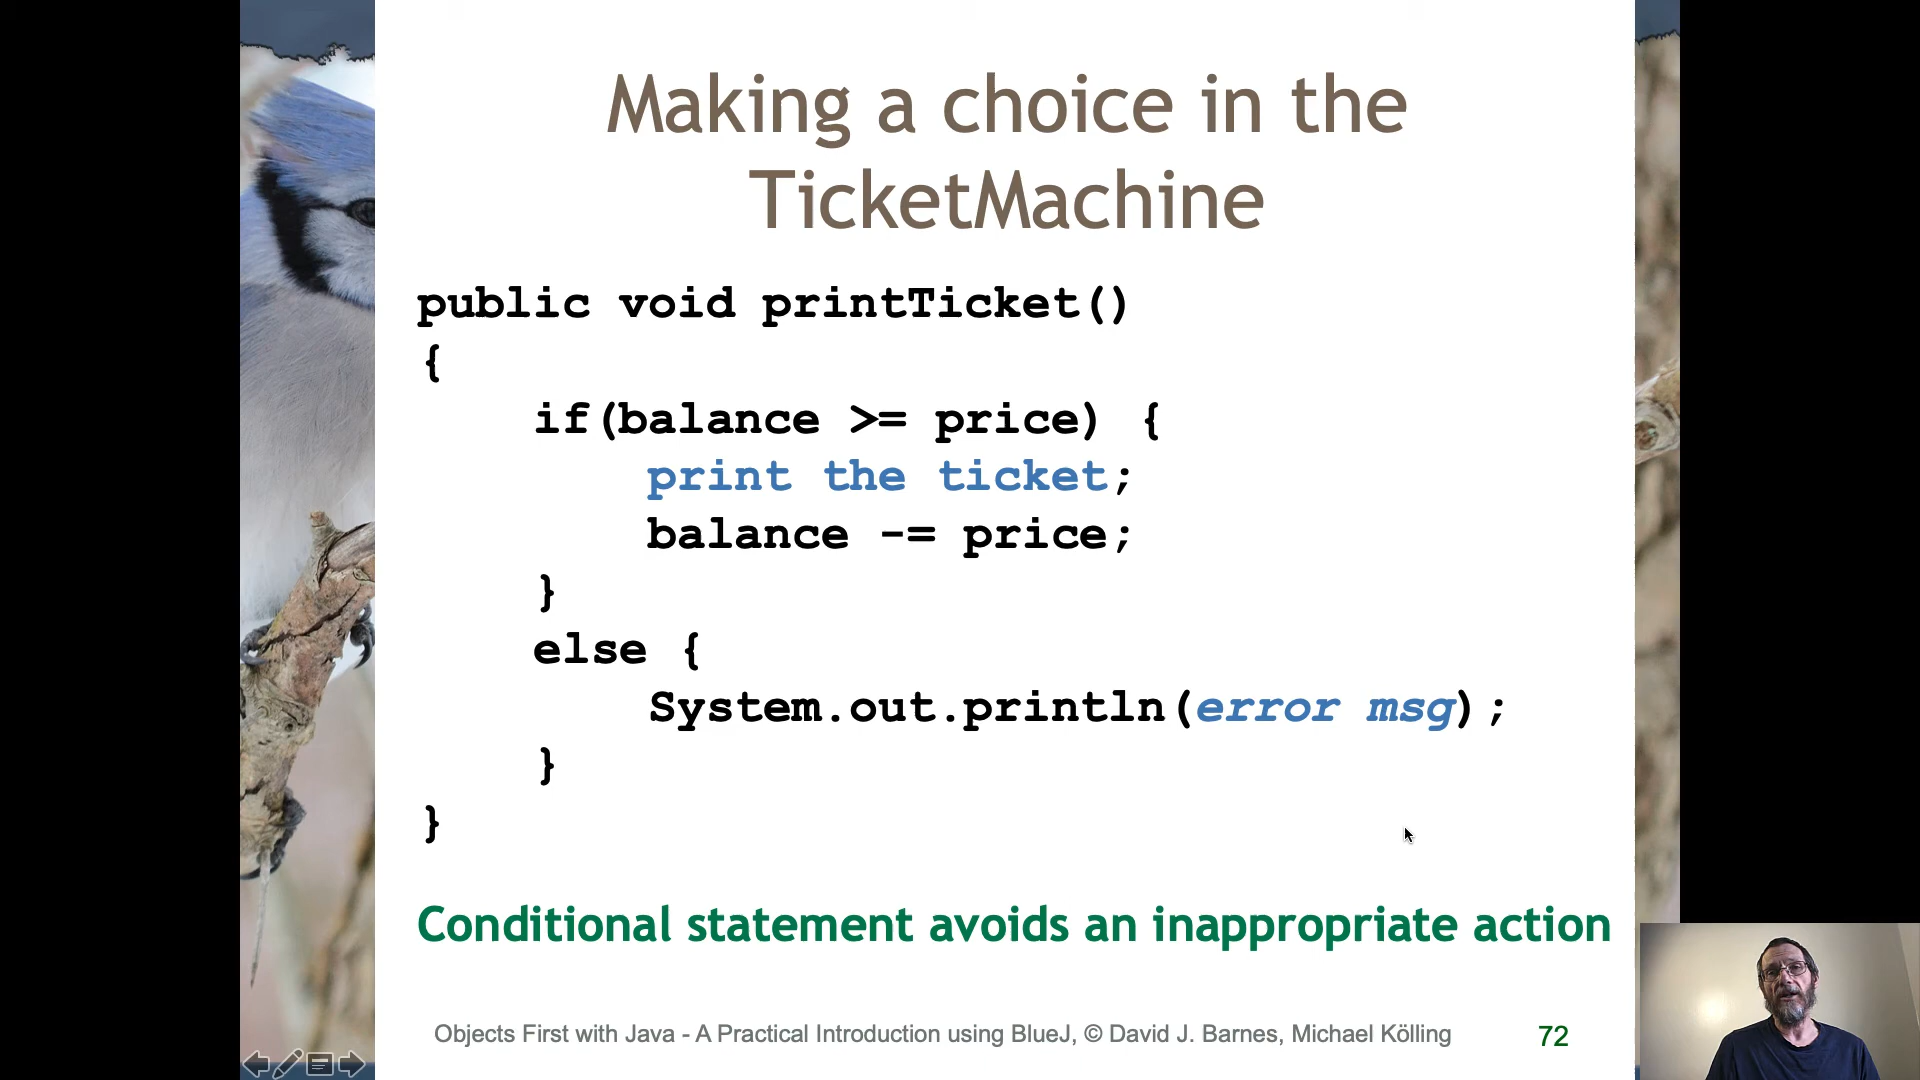 Making a choice in the
TicketMachine
public void printTicket()
{
if(balance >= price) {
print the ticket;
balance -= price;
}
else {
System.out.println(error msg);
}
}
Conditional statement avoids an inappropriate action
Objects First with Java - A Practical Introduction using BlueJ, © David J. Barnes, Michael Kölling
72